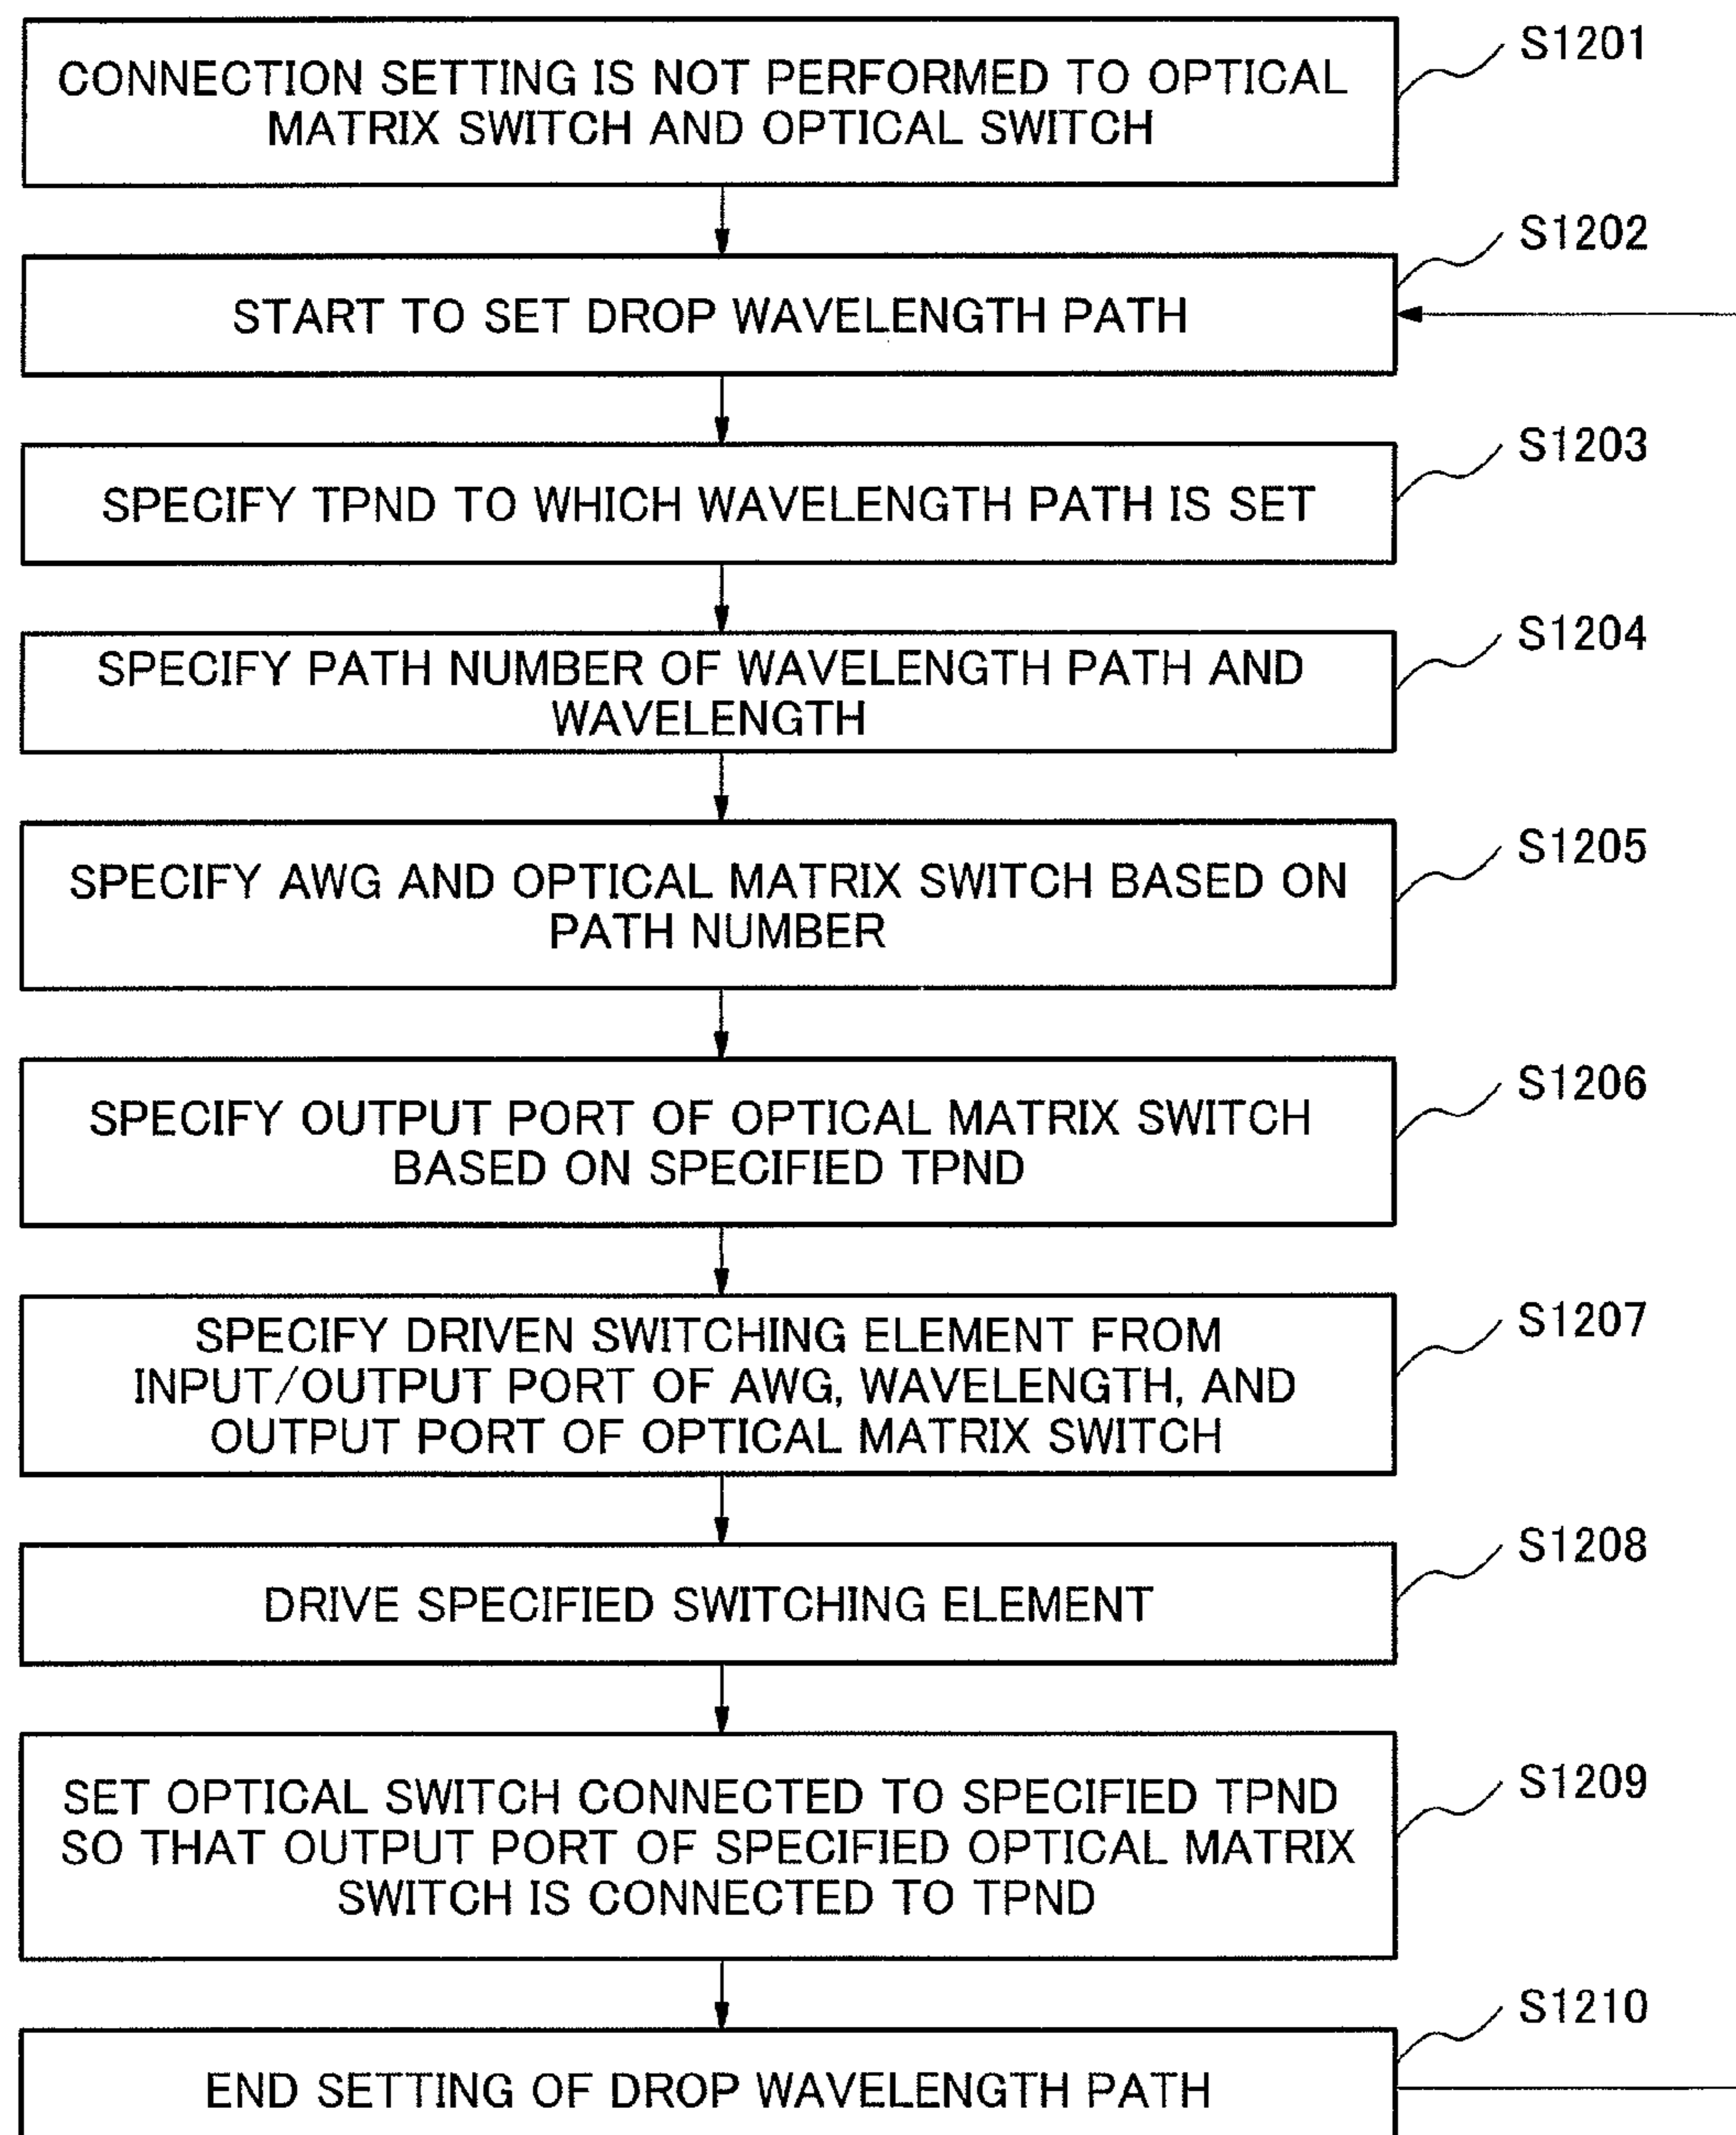 S1201
CONNECTION SETTING IS NOT PERFORMED TO OPTICAL
MATRIX SWITCH AND OPTICAL SWITCH
S1202
START TO SET DROP WAVELENGTH PATH
S1203
SPECIFY TPND TO WHICH WAVELENGTH PATH IS SET
S1204
SPECIFY PATH NUMBER OF WAVELENGTH PATH AND
WAVELENGTH
S1205
SPECIFY AWG AND OPTICAL MATRIX SWITCH BASED ON
PATH NUMBER
S1206
SPECIFY OUTPUT PORT OF OPTICAL MATRIX SWITCH
BASED ON SPECIFIED TPND
S1207
SPECIFY DRIVEN SWITCHING ELEMENT FROM
INPUT/OUTPUT PORT OF AWG, WAVELENGTH, AND
OUTPUT PORT OF OPTICAL MATRIX SWITCH
S1208
DRIVE SPECIFIED SWITCHING ELEMENT
S1209
SET OPTICAL SWITCH CONNECTED TO SPECIFIED TPND
SO THAT OUTPUT PORT OF SPECIFIED OPTICAL MATRIX
SWITCH IS CONNECTED TO TPND
S1210
END SETTING OF DROP WAVELENGTH PATH